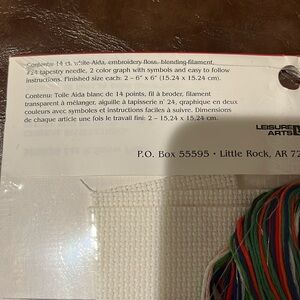 Contents: 14 ct. white Aida, embroidery floss, blending filament,
#24 tapestry needle, 2 color graph with symbols and easy to follow
instructions. Finished size each: 2 – 6" x 6" (15.24 x 15.24 cm).
Contenu: Toile Aida blanc de 14 points, fil à broder, filament
transparent à mélanger, aiguille à tapisserie n° 24, graphique en deux
couleurs avec symboles et instructions faciles à suivre. Dimensions
de chaque article une fois le travail fini: 2 – 15,24 x 15,24 cm.
LEISURE
ARTS
P.O. Box 55595 • Little Rock, AR 72